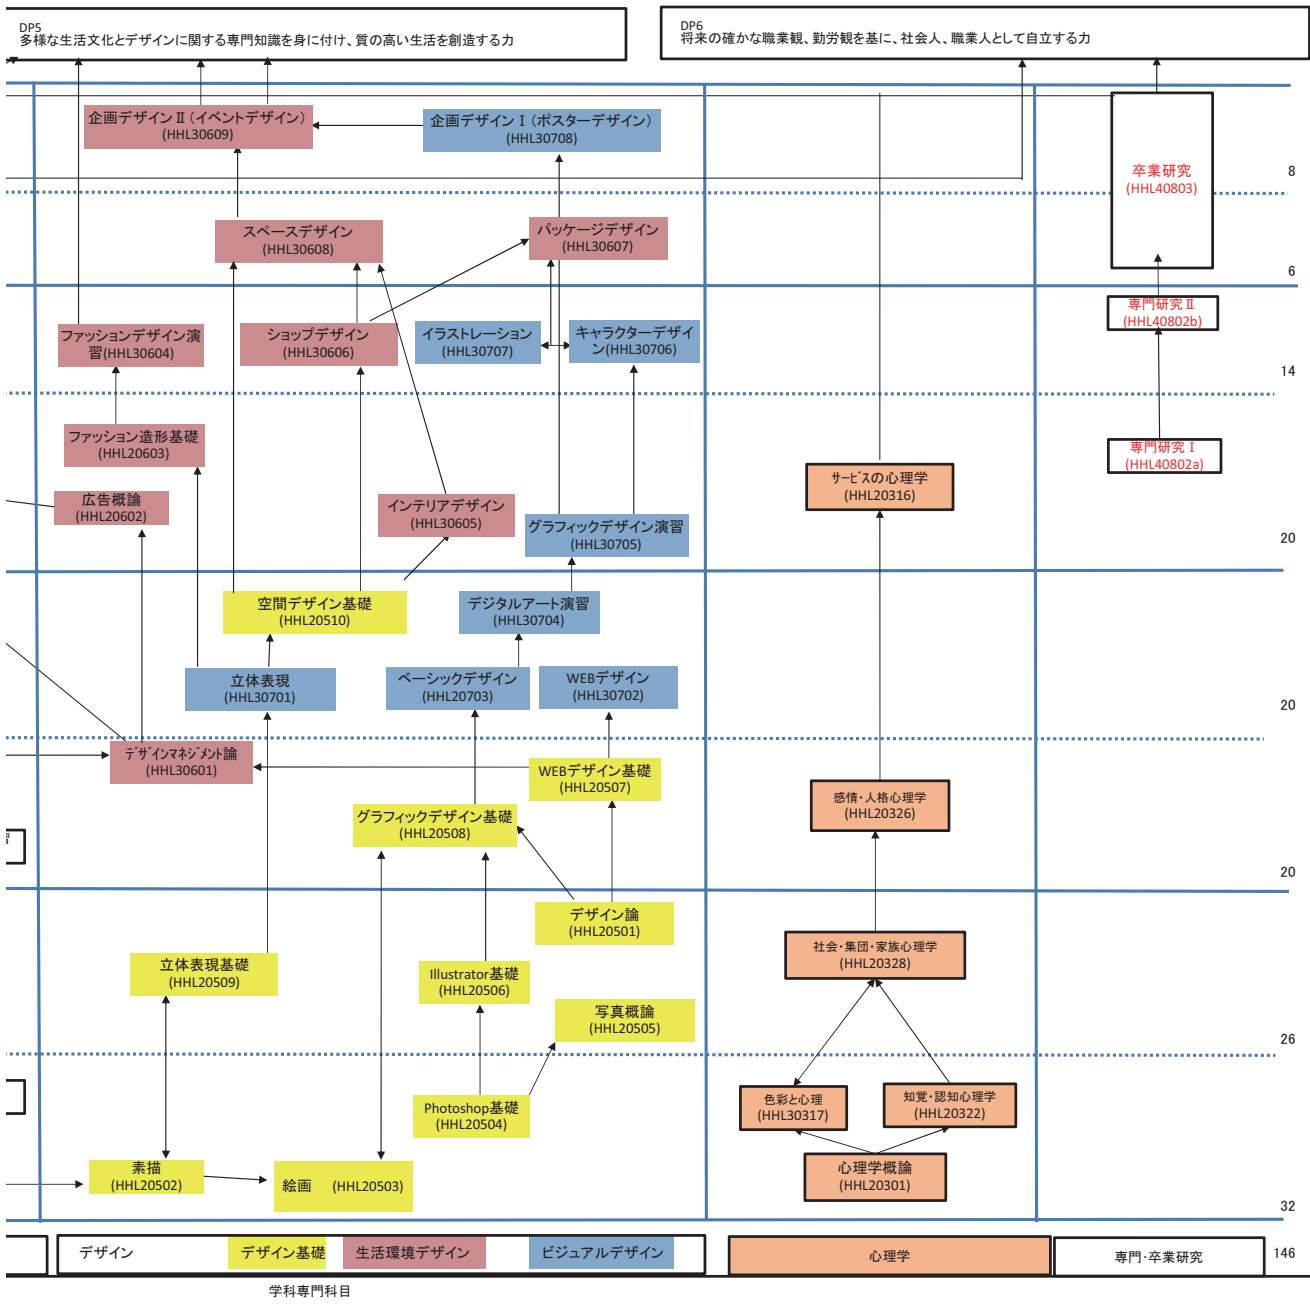 DP5
多様な生活文化とデザインに関する専門知識を身に付け、質の高い生活を創造する力
DP6
将来の確かな職業観、勤労観を基に、社会人、職業人として自立する力
企画デザインⅡ(イベントデザイン)
(HHL30609)
企画デザインⅠ(ポスターデザイン)
(HHL30708)
卒業研究
(HHL40803)
8
スペースデザイン
(HHL30608)
パッケージデザイン
(HHL30607)
6
専門研究Ⅱ
(HHL40802b)
ファッションデザイン演
習(HHL30604)
ショップデザイン
(HHL30606)
イラストレーション
(HHL30707)
キャラクターデザイ
ン(HHL30706)
14
ファッション造形基礎
(HHL20603)
専門研究Ⅰ
(HHL40802a)
サービスの心理学
(HHL20316)
広告概論
(HHL20602)
インテリアデザイン
(HHL30605)
グラフィックデザイン演習
(HHL30705)
20
空間デザイン基礎
(HHL20510)
デジタルアート演習
(HHL30704)
立体表現
(HHL30701)
ベーシックデザイン
(HHL20703)
WEBデザイン
(HHL30702)
20
デザインマネジメント論
(HHL30601)
WEBデザイン基礎
(HHL20507)
感情・人格心理学
(HHL20326)
グラフィックデザイン基礎
(HHL20508)
20
デザイン論
(HHL20501)
社会・集団・家族心理学
(HHL20328)
立体表現基礎
(HHL20509)
Illustrator基礎
(HHL20506)
写真概論
(HHL20505)
26
色彩と心理
(HHL30317)
知覚・認知心理学
(HHL20322)
Photoshop基礎
(HHL20504)
素描
(HHL20502)
絵画 (HHL20503)
心理学概論
(HHL20301)
32
デザイン デザイン基礎 生活環境デザイン ビジュアルデザイン 心理学 専門・卒業研究 146
学科専門科目